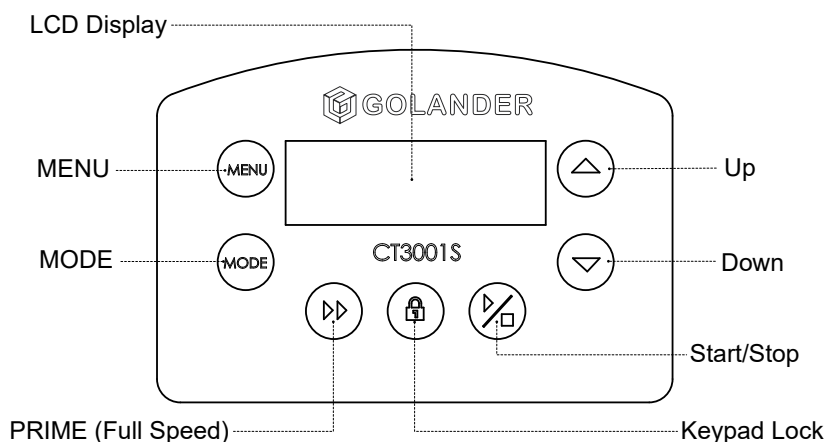 LCD Display
GOLANDER
MENU
MENU
Up
MODE
MODE
CT3001S
Down
Start/Stop
PRIME (Full Speed)
Keypad Lock